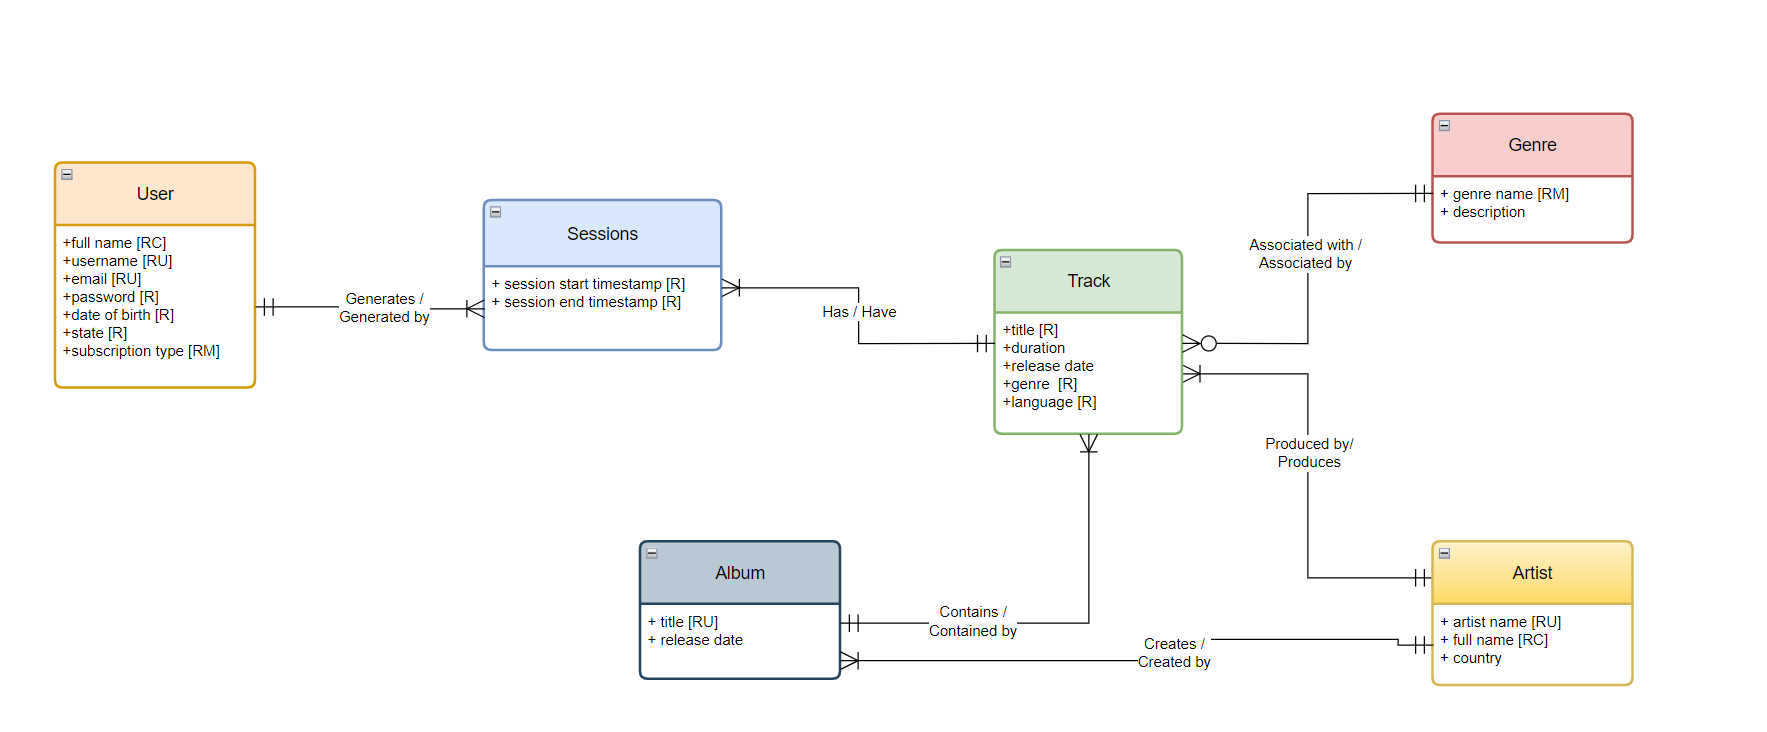 User
+full name [RC]
+username [RU]
+email [RU]
+password [R]
+date of birth [R]
+state [R]
+subscription type [RM]
Generates /
Generated by
Sessions
+ session start timestamp [R]
+ session end timestamp [R]
Has / Have
Track
+title [R]
+duration
+release date
+genre  [R]
+language [R]
Associated with /
Associated by
Genre
+ genre name [RM]
+ description
Produced by/
Produces
Album
+ title [RU]
+ release date
Contains /
Contained by
Creates /
Created by
Artist
+ artist name [RU]
+ full name [RC]
+ country